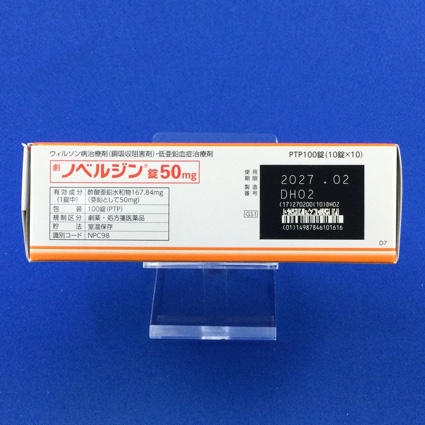 ウィルソン病治療剤(銅吸収阻害剤)・低亜鉛血症治療剤
PTP100錠(10錠×10)
劇 ノベルジン® 錠50mg
有効成分(1錠中) 酢酸亜鉛水和物167.84mg(亜鉛として50mg)
包装 100錠(PTP)
規制区分 劇薬・処方箋医薬品
貯法 室温保存
識別コード NPC98
使用期限 2027 . 02
製造番号 DH02
GS1
(17)270200(10)DH02
(01)14987846101616
D7